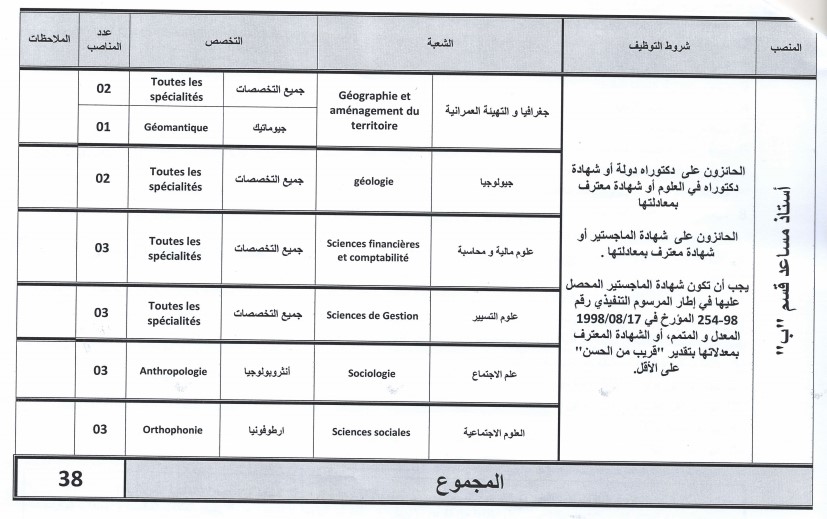 المنصب
شروط التوظيف
الشعبة
التخصص
عدد
المناصب
الملاحظات
أستاذ مساعد قسم "ب"
الحائزون على دكتوراه دولة أو شهادة
دكتوراه في العلوم أو شهادة معترف
بمعادلتها
الحائزون على شهادة الماجستير أو
شهادة معترف بمعادلتها .
يجب أن تكون شهادة الماجستير المحصل
عليها في إطار المرسوم التنفيذي رقم
98-254 المؤرخ في 1998/08/17
المعدل و المتمم، أو الشهادة المعترف
بمعدلاتها بتقدير "قريب من الحسن"
على الأقل.
جغرافيا و التهيئة العمرانية
Géographie et
aménagement du
territoire
جميع التخصصات
Toutes les
spécialités
02
جيوماتيك
Géomantique
01
جيولوجيا
géologie
جميع التخصصات
Toutes les
spécialités
02
علوم مالية و محاسبة
Sciences financières
et comptabilité
جميع التخصصات
Toutes les
spécialités
03
علوم التسيير
Sciences de Gestion
جميع التخصصات
Toutes les
spécialités
03
علم الاجتماع
Sociologie
أنثروبولوجيا
Anthropologie
03
العلوم الاجتماعية
Sciences sociales
ارطوفونيا
Orthophonie
03
المجموع
38